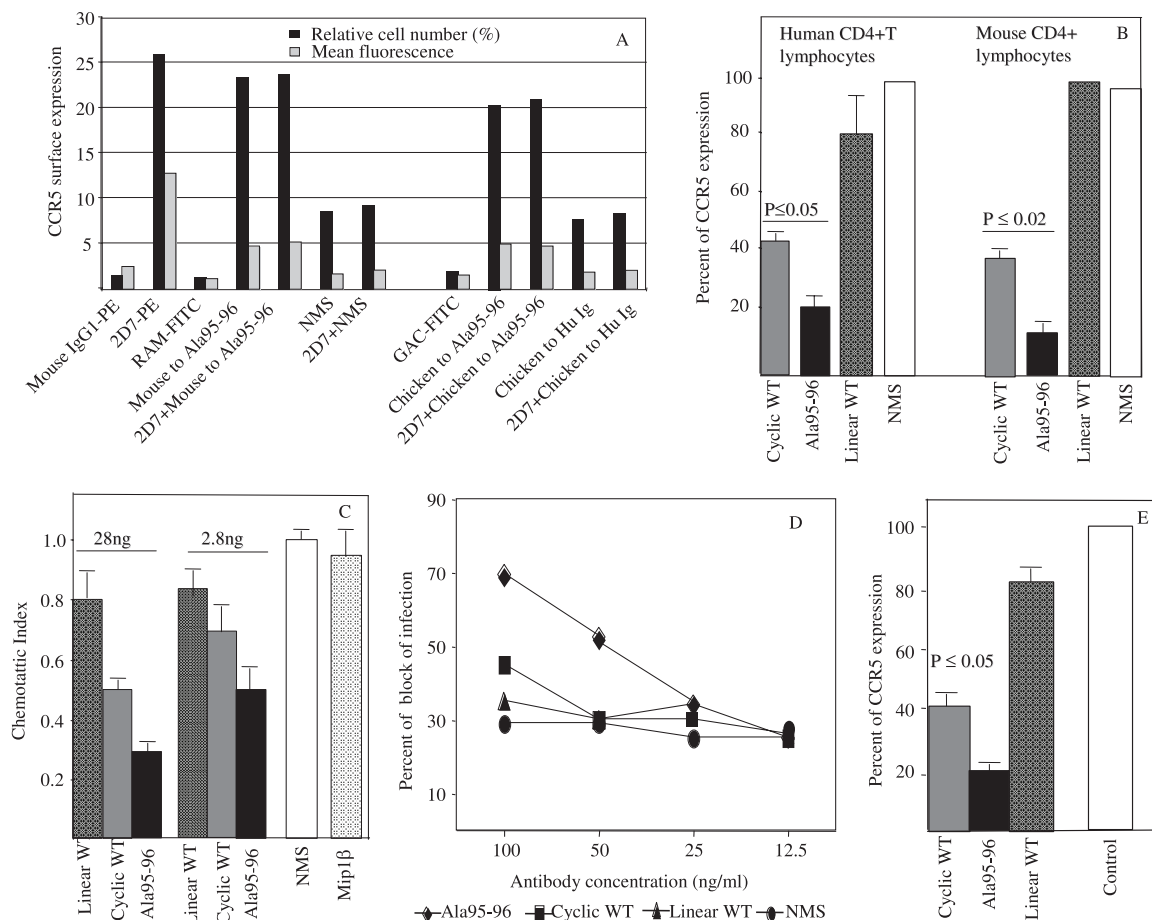 30
25
20
15
10
5
CCR5 surface expression
Relative cell number (%)
Mean fluorescence
A
Mouse IgG1-PE
2D7-PE
RAM-FITC
Mouse to Ala95-96
2D7+Mouse to Ala95-96
NMS
2D7+NMS
GAC-FITC
Chicken to Ala95-96
2D7+Chicken to Ala95-96
Chicken to Hu Ig
2D7+Chicken to Hu Ig
Human CD4+T
lymphocytes
Mouse CD4+
lymphocytes
B
100
80
60
40
20
Percent of CCR5 expression
P≤0.05
P ≤ 0.02
Cyclic WT
Ala95-96
Linear WT
NMS
Cyclic WT
Ala95-96
Linear WT
NMS
C
28ng
2.8ng
1.0
0.8
0.6
0.4
0.2
Chemotattic Index
Linear WT
Cyclic WT
Ala95-96
Linear WT
Cyclic WT
Ala95-96
NMS
Mip1β
D
90
70
50
30
10
Percent of block of infection
100
50
25
12.5
Antibody concentration (ng/ml)
Ala95-96
Cyclic WT
Linear WT
NMS
E
100
80
60
40
20
Percent of CCR5 expression
P ≤ 0.05
Cyclic WT
Ala95-96
Linear WT
Control